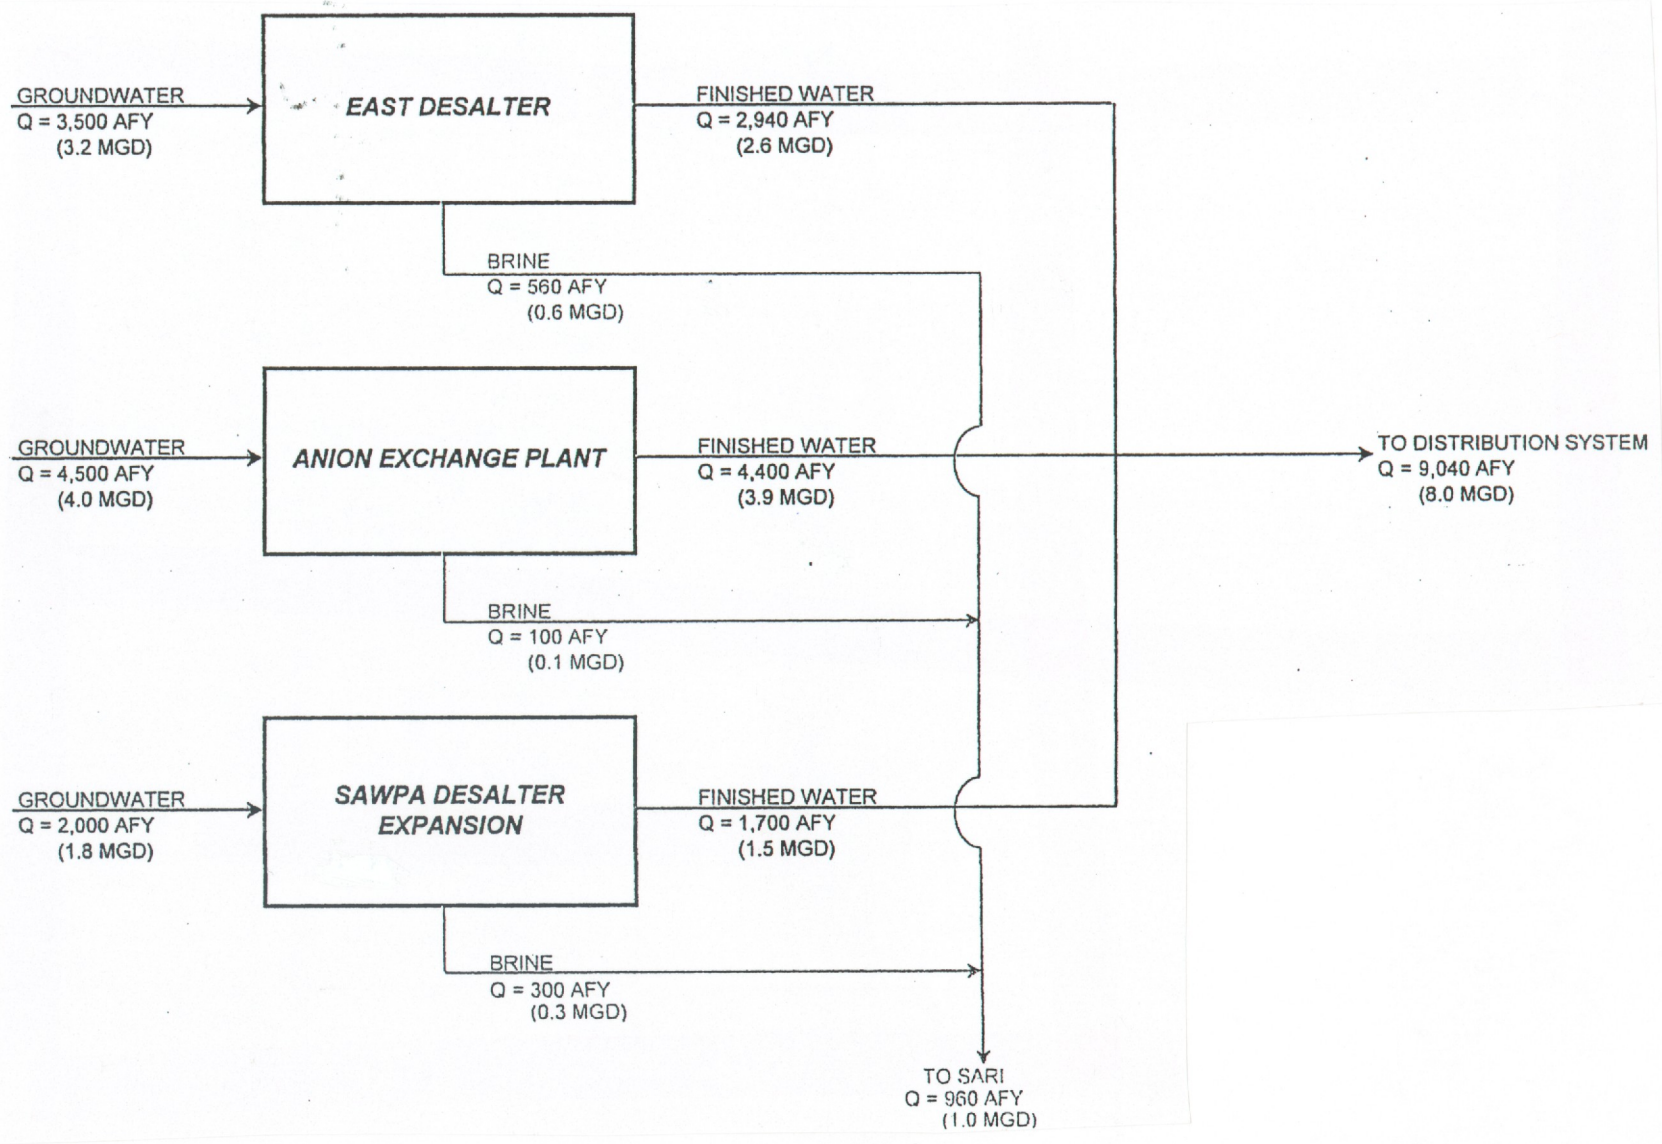 GROUNDWATER
Q = 3,500 AFY
(3.2 MGD)
EAST DESALTER
FINISHED WATER
Q = 2,940 AFY
(2.6 MGD)
BRINE
Q = 560 AFY
(0.6 MGD)
GROUNDWATER
Q = 4,500 AFY
(4.0 MGD)
ANION EXCHANGE PLANT
FINISHED WATER
Q = 4,400 AFY
(3.9 MGD)
TO DISTRIBUTION SYSTEM
Q = 9,040 AFY
(8.0 MGD)
BRINE
Q = 100 AFY
(0.1 MGD)
GROUNDWATER
Q = 2,000 AFY
(1.8 MGD)
SAWPA DESALTER
EXPANSION
FINISHED WATER
Q = 1,700 AFY
(1.5 MGD)
BRINE
Q = 300 AFY
(0.3 MGD)
TO SARI
Q = 960 AFY
(1.0 MGD)